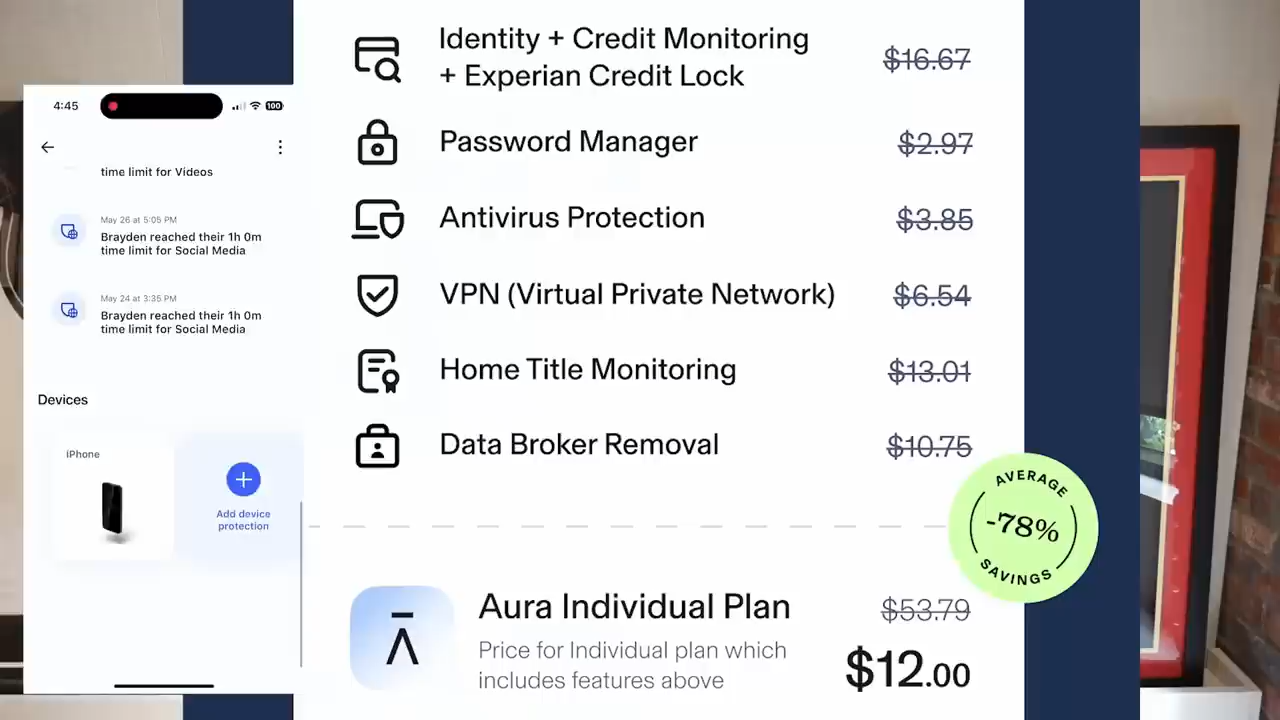 4:45
100
time limit for Videos
May 26 at 5:05 PM
Brayden reached their 1h 0m
time limit for Social Media
May 24 at 3:35 PM
Brayden reached their 1h 0m
time limit for Social Media
Devices
iPhone
Add device
protection
Identity + Credit Monitoring
+ Experian Credit Lock
$16.67
Password Manager
$2.97
Antivirus Protection
$3.85
VPN (Virtual Private Network)
$6.54
Home Title Monitoring
$13.01
Data Broker Removal
$10.75
AVERAGE
-78%
SAVINGS
Aura Individual Plan
$53.79
Price for Individual plan which
includes features above
$12.00